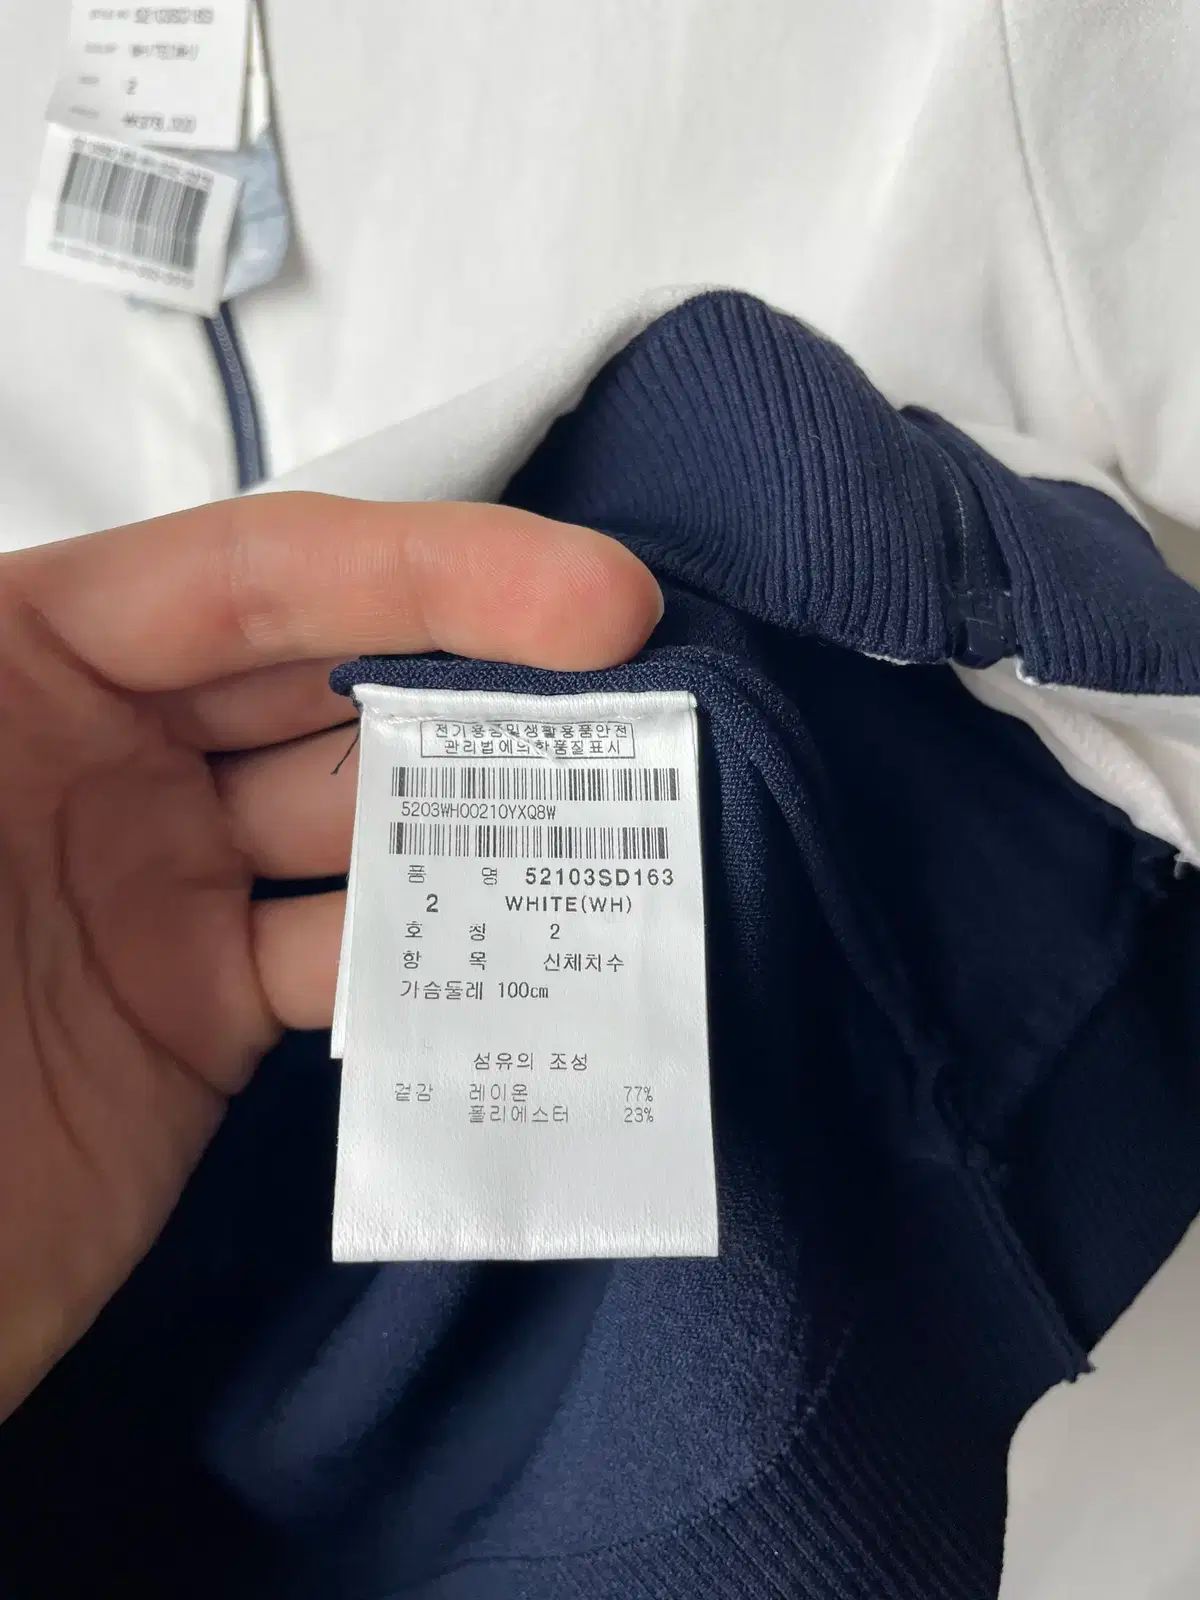 2
전기용품및생활용품안전
관리법에의한품질표시
5203WH00210YXQ8W
품 명 52103SD163
2 WHITE(WH)
호 칭 2
항 목 신체치수
가슴둘레 100cm
섬유의 조성
겉감 레이온 77%
폴리에스터 23%